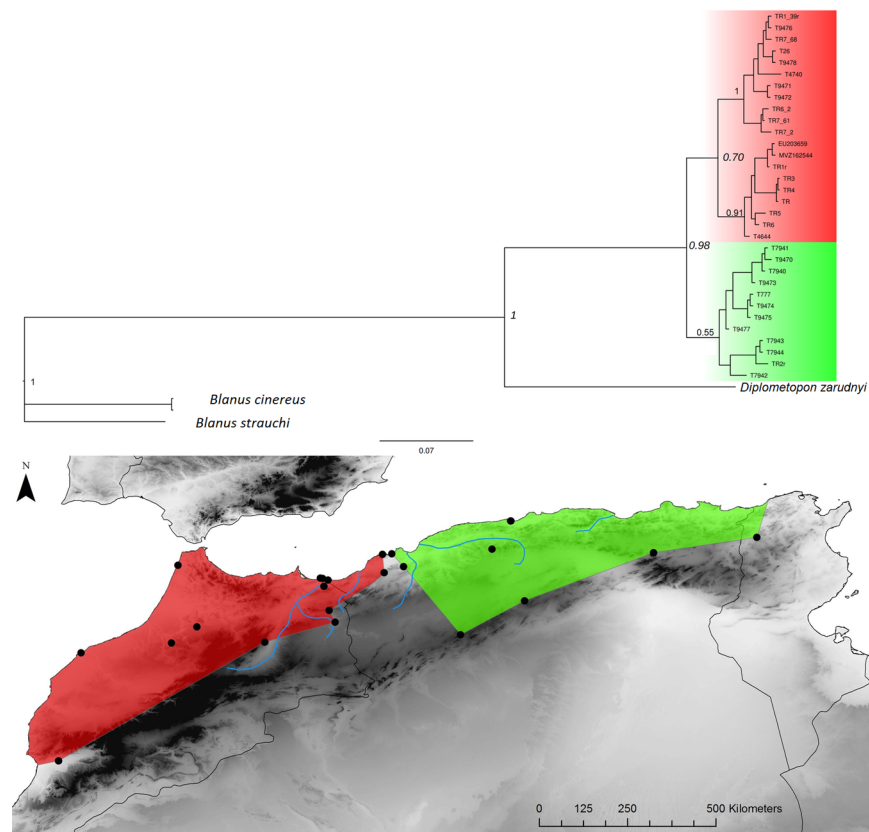 TR1_39r
T9476
TR7_68
T26
T9478
T4740
T9471
1
T9472
TR6_2
TR7_61
TR7_2
EU203659
MVZ162544
0.70
TR1r
TR3
TR4
TR
0.91
TR5
TR6
T4644
0.98
T7941
T9470
T7940
T9473
T777
T9474
1
T9475
0.55
T9477
T7943
T7944
TR2r
T7942
1
Diplometopon zarudnyi
Blanus cinereus
Blanus strauchi
0.07
N
0 125 250 500 Kilometers